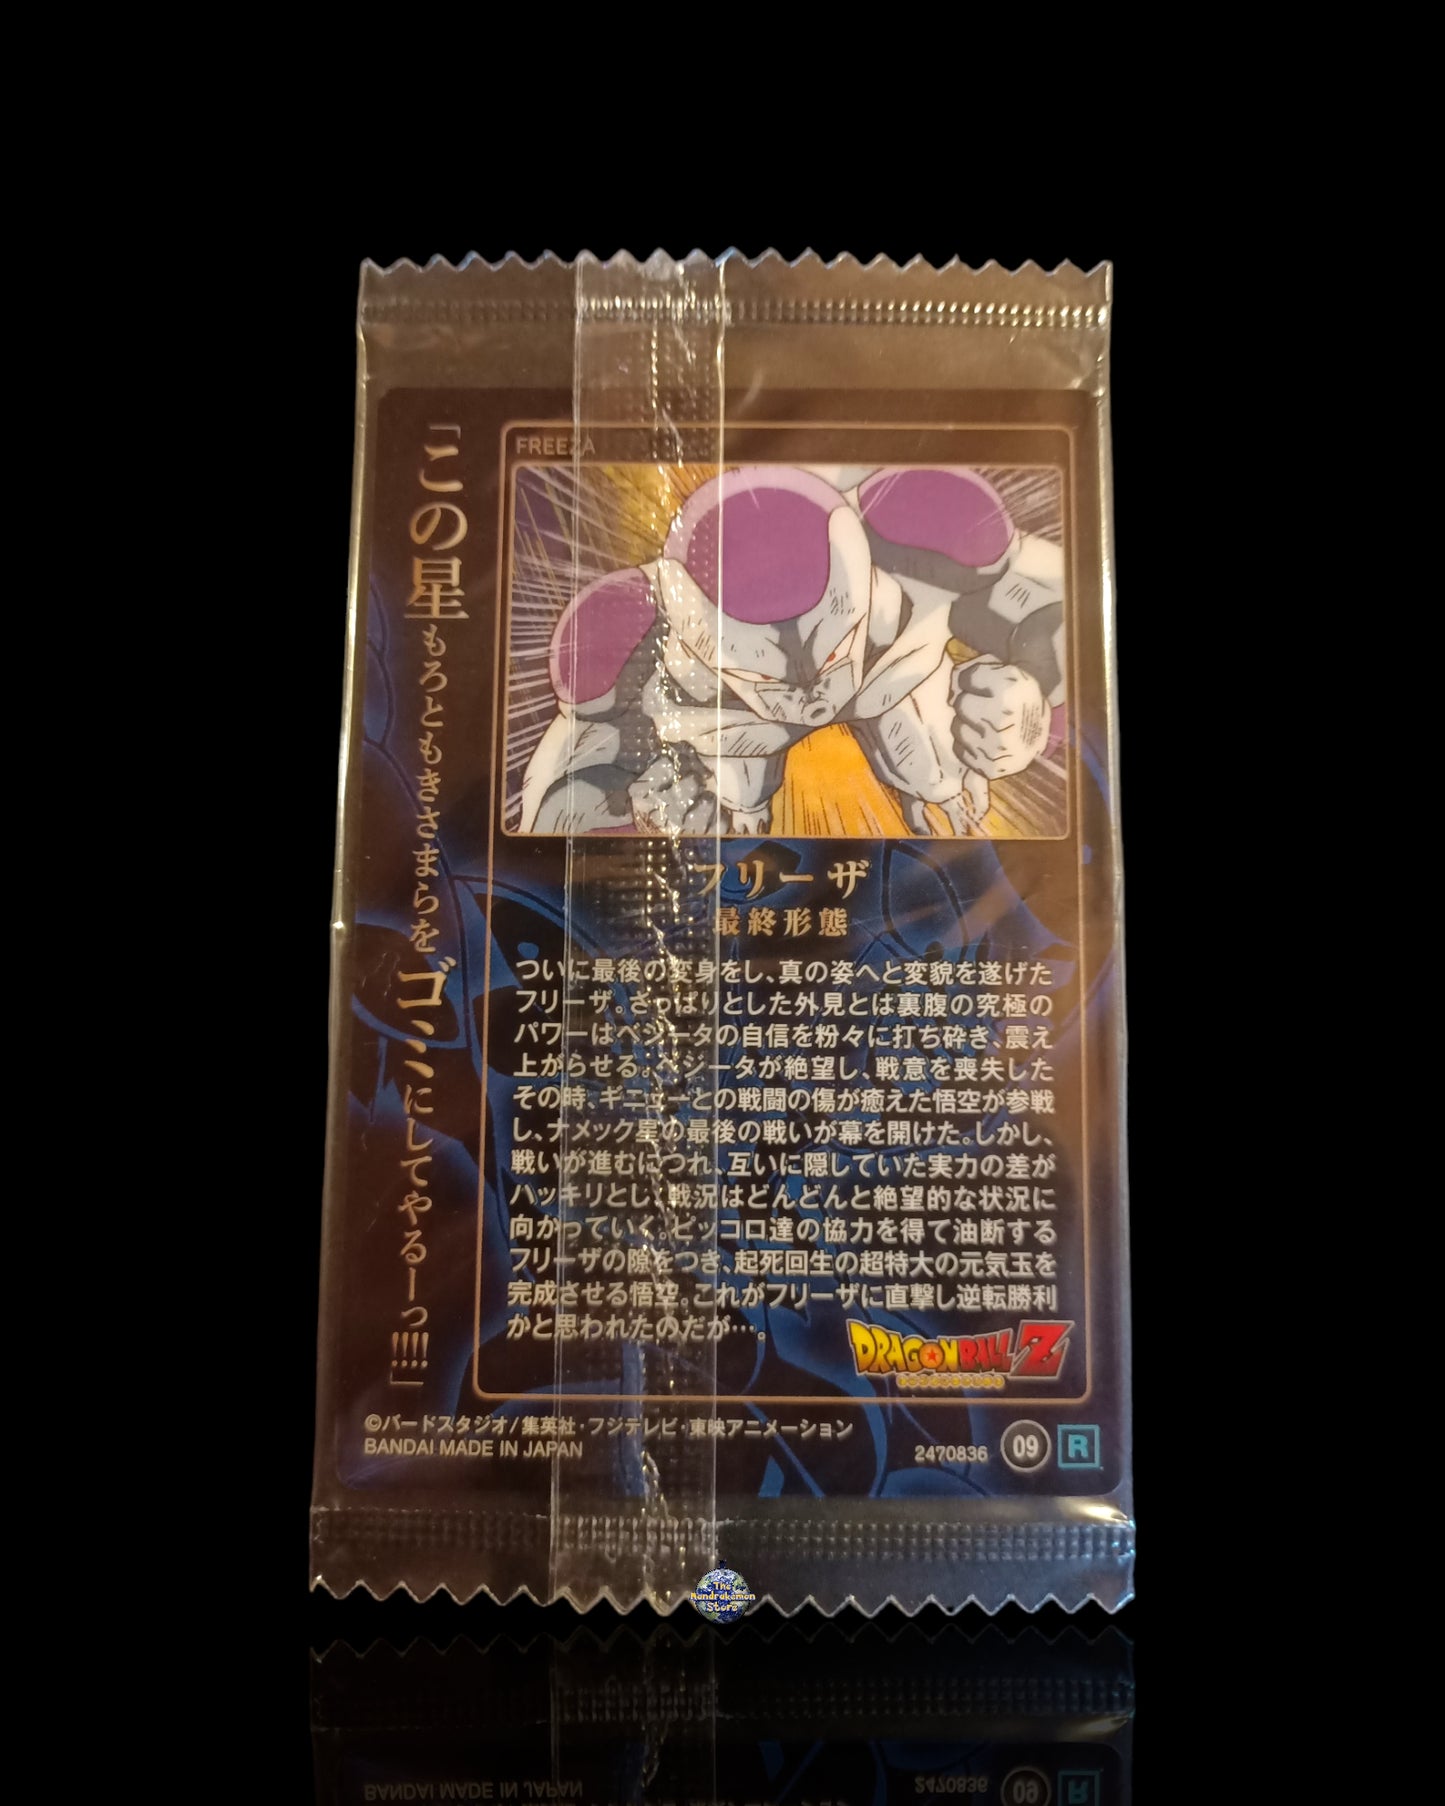 「この星もろともきさまらをゴミにしてやるーっ!!!!」
FREEZA
フリーザ
最終形態
ついに最後の変身をし、真の姿へと変貌を遂げた
フリーザ。さっぱりとした外見とは裏腹の究極の
パワーはベジータの自信を粉々に打ち砕き、震え
上がらせる。ベジータが絶望し、戦意を喪失した
その時、ギニューとの戦闘の傷が癒えた悟空が参戦
し、ナメック星の最後の戦いが幕を開けた。しかし、
戦いが進むにつれ、互いに隠していた実力の差が
ハッキリとし、戦況はどんどんと絶望的な状況に
向かっていく。ピッコロ達の協力を得て油断する
フリーザの隙をつき、起死回生の超特大の元気玉を
完成させる悟空。これがフリーザに直撃し逆転勝利
かと思われたのだが…。
DRAGONBALL Z
©バードスタジオ/集英社・フジテレビ・東映アニメーション
BANDAI MADE IN JAPAN
2470836 09 R
The
Mandrakemon
Store